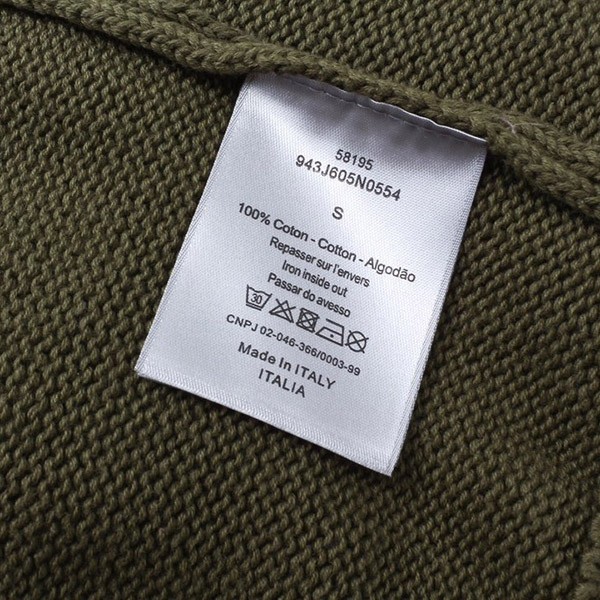 58195
943J605N0554
S
100% Coton - Cotton - Algodão
Repasser sur l'envers
Iron inside out
Passar do avesso
30
CNPJ 02-046-366/0003-99
Made In ITALY
ITALIA